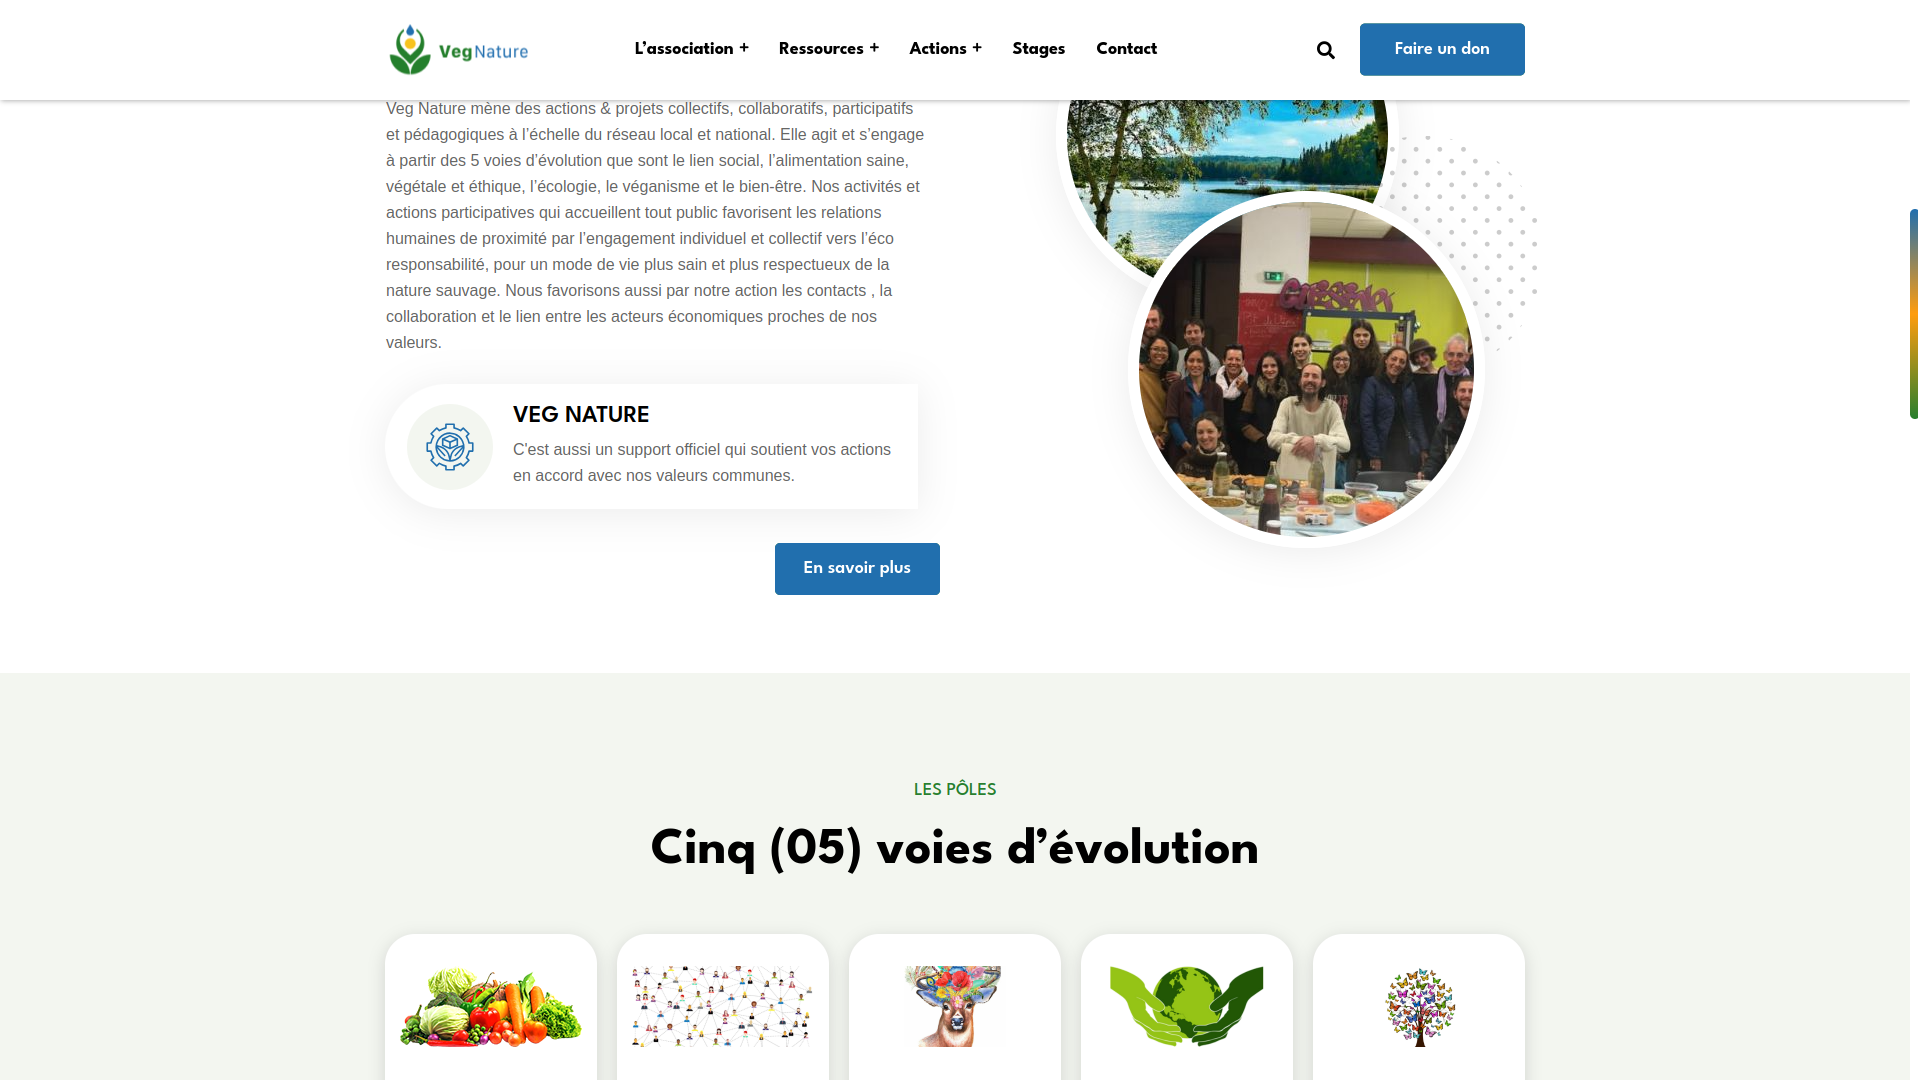 VegNature
L’association +
Ressources +
Actions +
Stages
Contact
Faire un don
Veg Nature mène des actions & projets collectifs, collaboratifs, participatifs
et pédagogiques à l’échelle du réseau local et national. Elle agit et s’engage
à partir des 5 voies d’évolution que sont le lien social, l’alimentation saine,
végétale et éthique, l’écologie, le véganisme et le bien-être. Nos activités et
actions participatives qui accueillent tout public favorisent les relations
humaines de proximité par l’engagement individuel et collectif vers l’éco
responsabilité, pour un mode de vie plus sain et plus respectueux de la
nature sauvage. Nous favorisons aussi par notre action les contacts , la
collaboration et le lien entre les acteurs économiques proches de nos
valeurs.
VEG NATURE
C'est aussi un support officiel qui soutient vos actions
en accord avec nos valeurs communes.
En savoir plus
LES PÔLES
Cinq (05) voies d’évolution